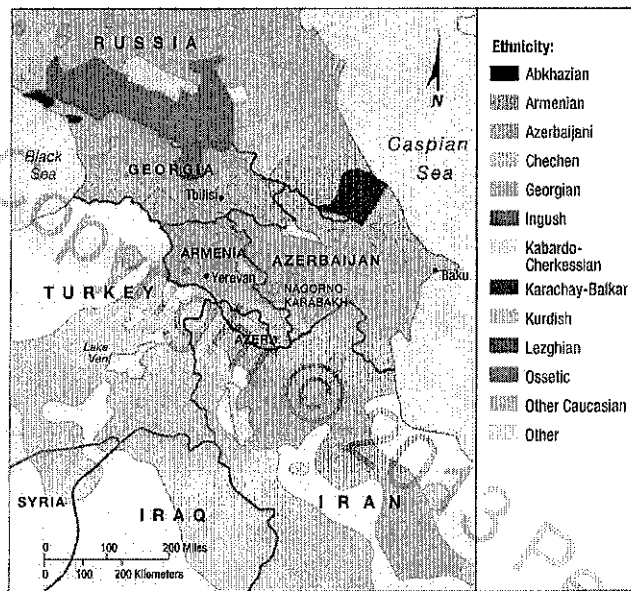 RUSSIA
Black
Sea
GEORGIA
Tbilisi
Caspian
Sea
N
ARMENIA
Yerevan
AZERBAIJAN
NAGORNO-
KARABAKH
Baku
TURKEY
Lake
Van
AZERB.
SYRIA
IRAQ
IRAN
0 100 200 Miles
0 100 200 Kilometers
Ethnicity:
Abkhazian
Armenian
Azerbaijani
Chechen
Georgian
Ingush
Kabardo-
Cherkessian
Karachay-Balkar
Kurdish
Lezghian
Ossetic
Other Caucasian
Other